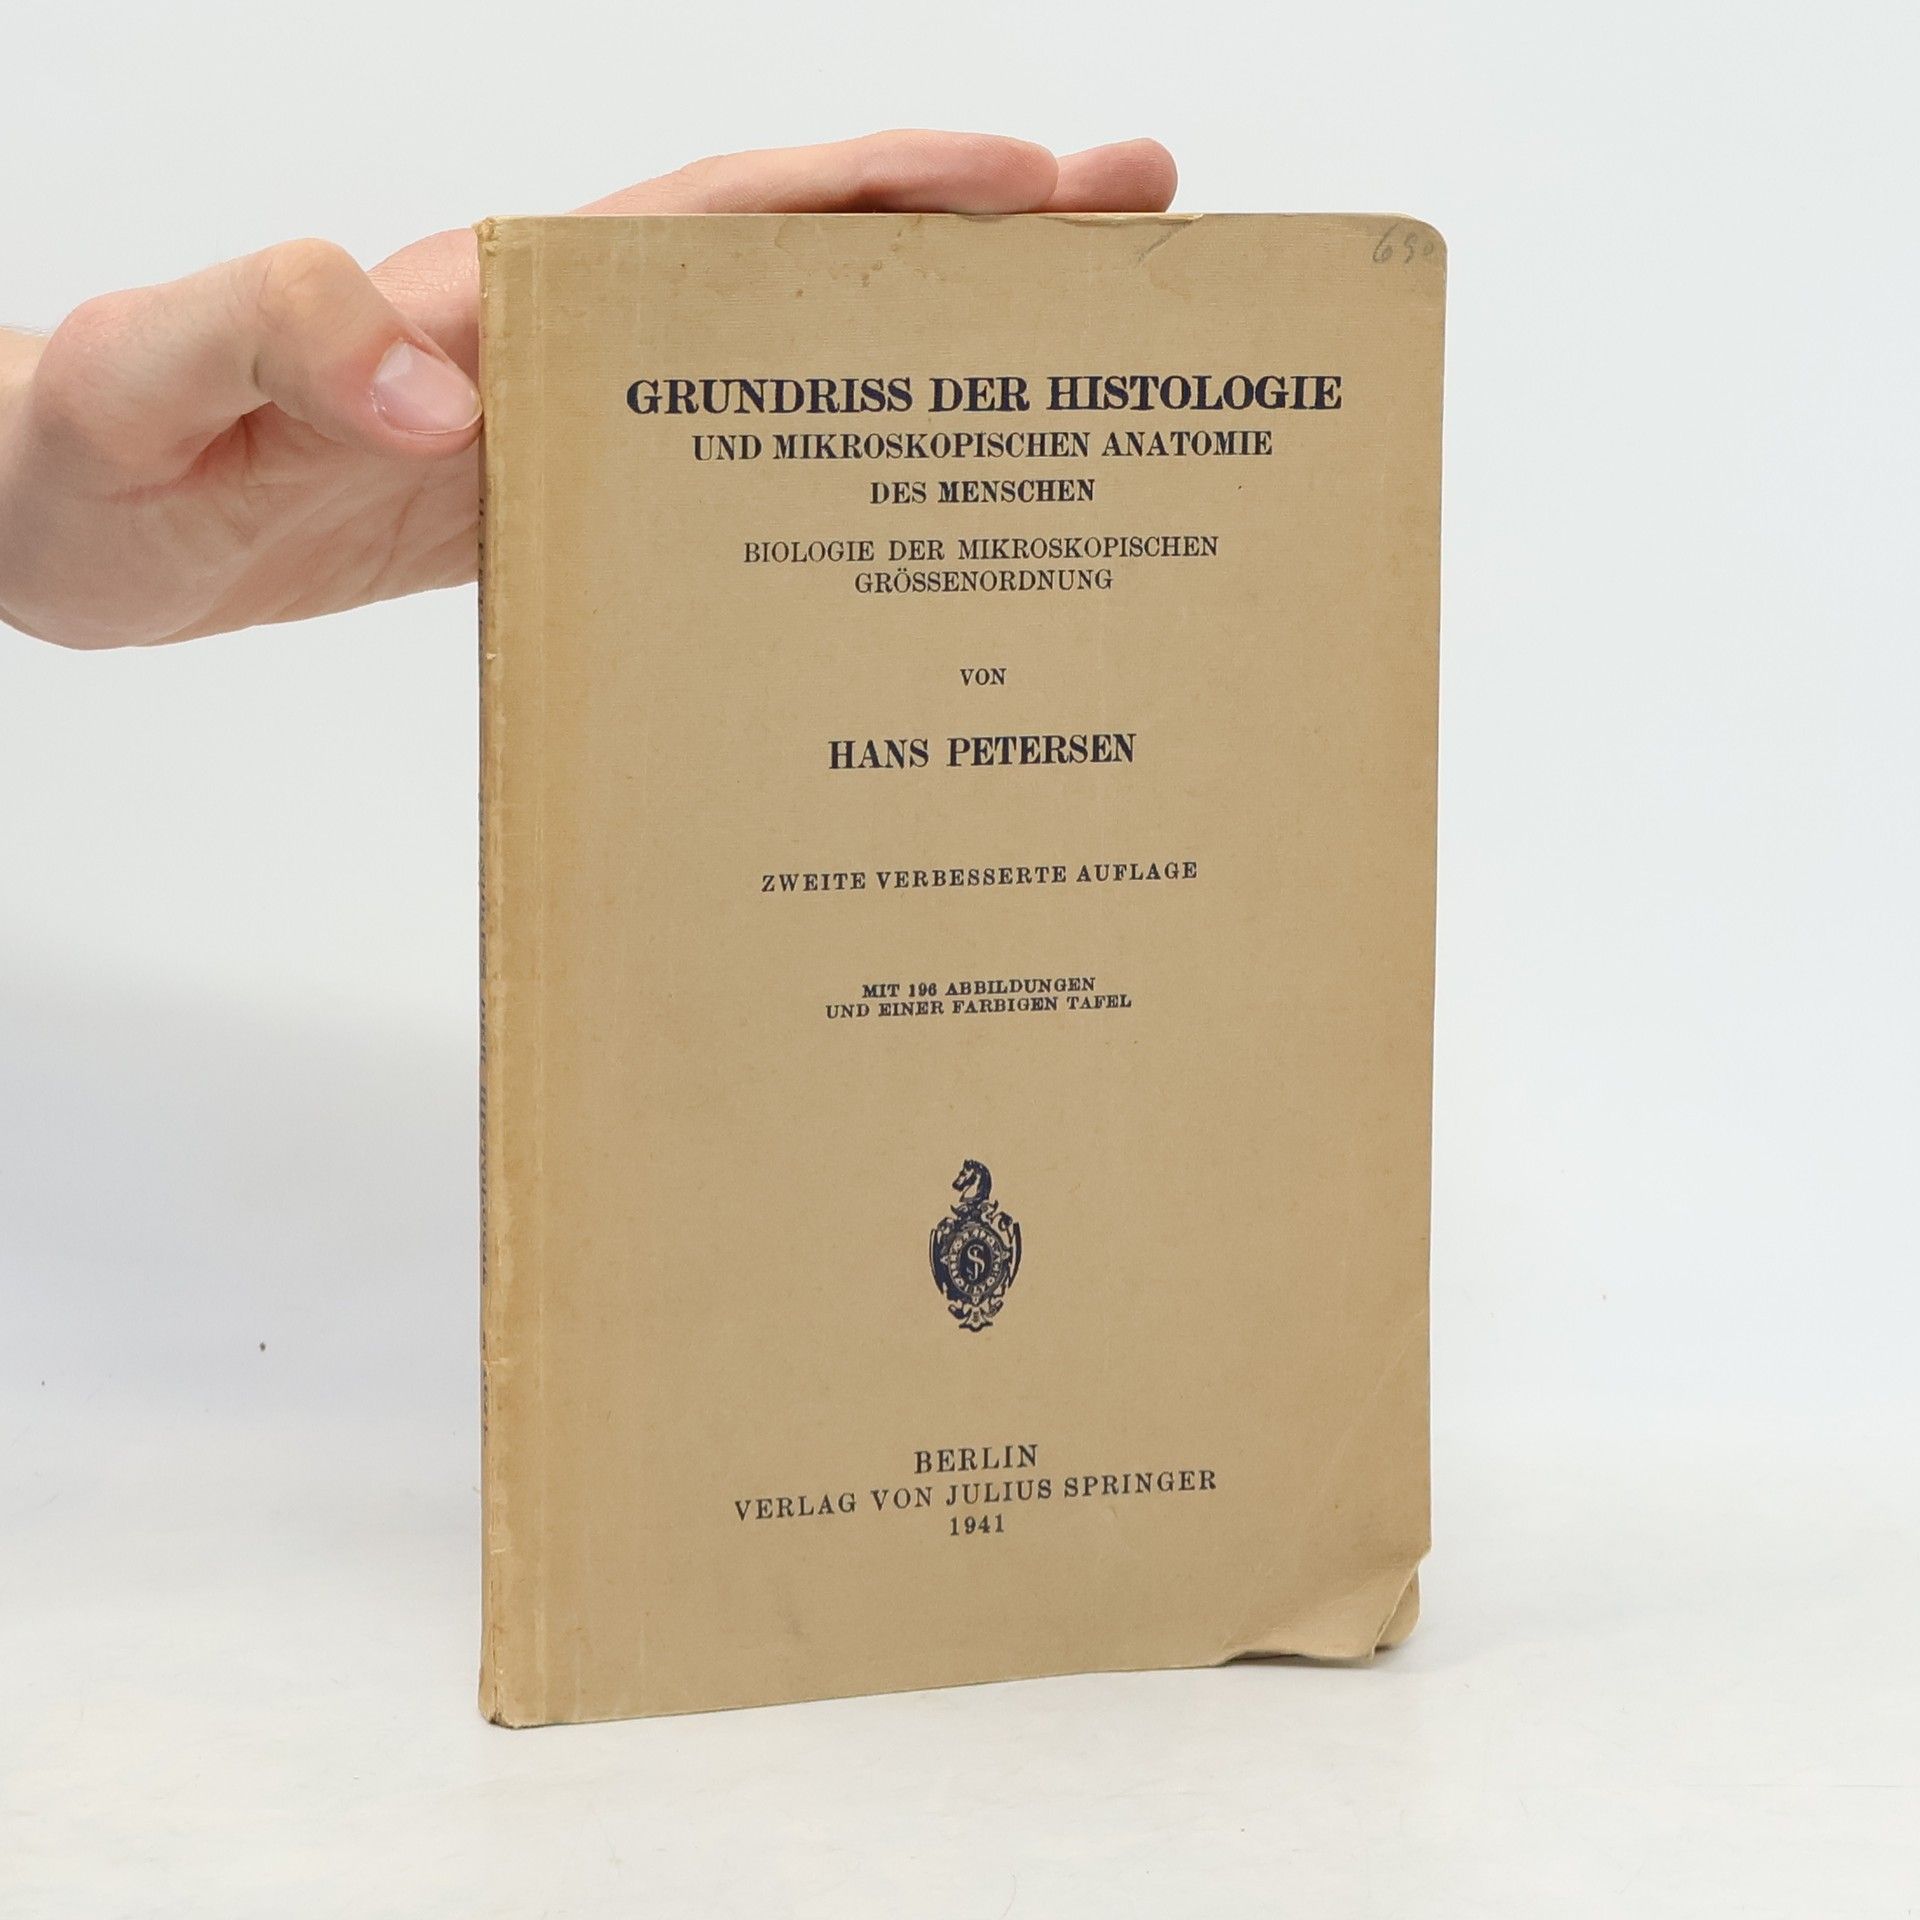 690
GRUNDRISS DER HISTOLOGIE
UND MIKROSKOPISCHEN ANATOMIE
DES MENSCHEN
BIOLOGIE DER MIKROSKOPISCHEN
GRÖSSENORDNUNG
VON
HANS PETERSEN
ZWEITE VERBESSERTE AUFLAGE
MIT 196 ABBILDUNGEN
UND EINER FARBIGEN TAFEL
BERLIN
VERLAG VON JULIUS SPRINGER
1941